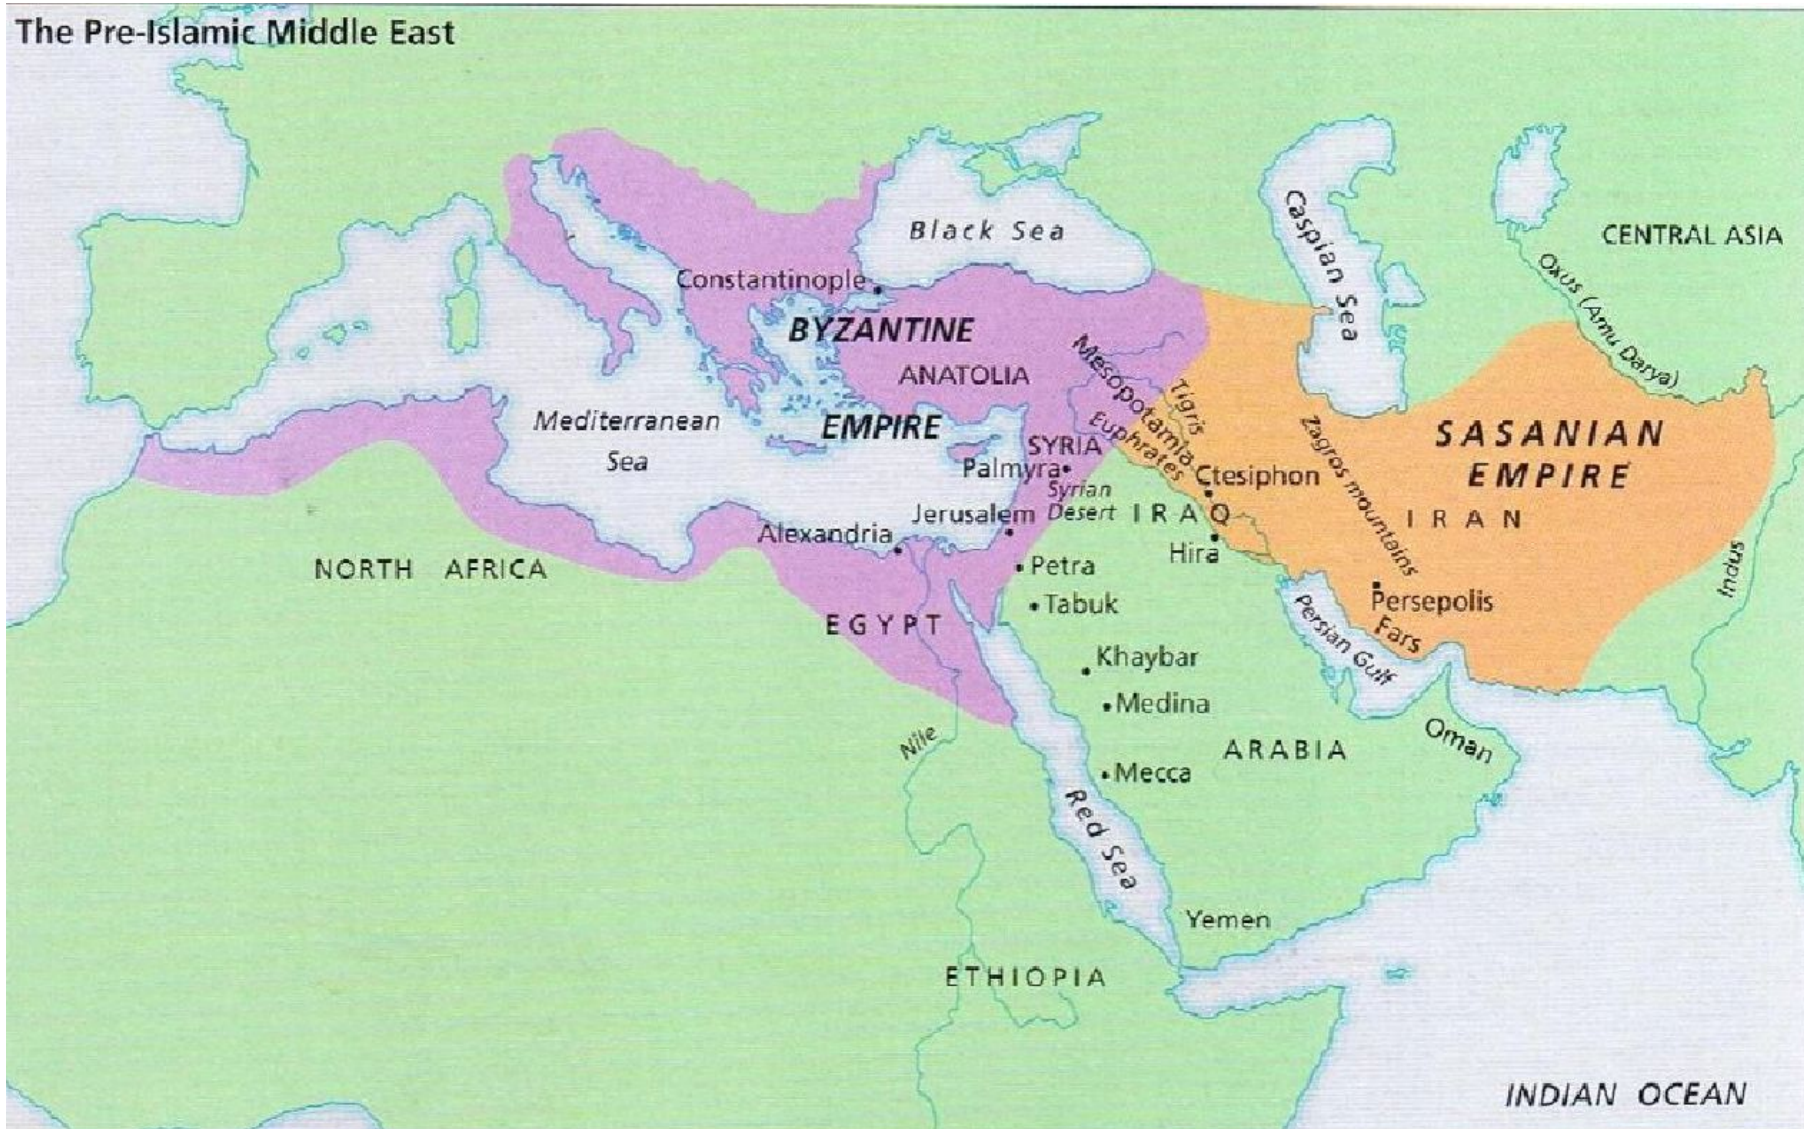 The Pre-Islamic Middle East
Black Sea
Caspian Sea
CENTRAL ASIA
Oxus (Amu Darya)
Constantinople
BYZANTINE
ANATOLIA
EMPIRE
Mediterranean
Sea
Mesopotamia
Tigris
Euphrates
SYRIA
Palmyra
Syrian
Desert
Ctesiphon
Zagros mountains
SASANIAN
EMPIRE
IRAN
IRAQ
Jerusalem
Alexandria
Hira
Petra
Tabuk
NORTH AFRICA
EGYPT
Persepolis
Fars
Persian Gulf
Indus
Khaybar
Medina
Nile
ARABIA
Oman
Mecca
Red Sea
Yemen
ETHIOPIA
INDIAN OCEAN